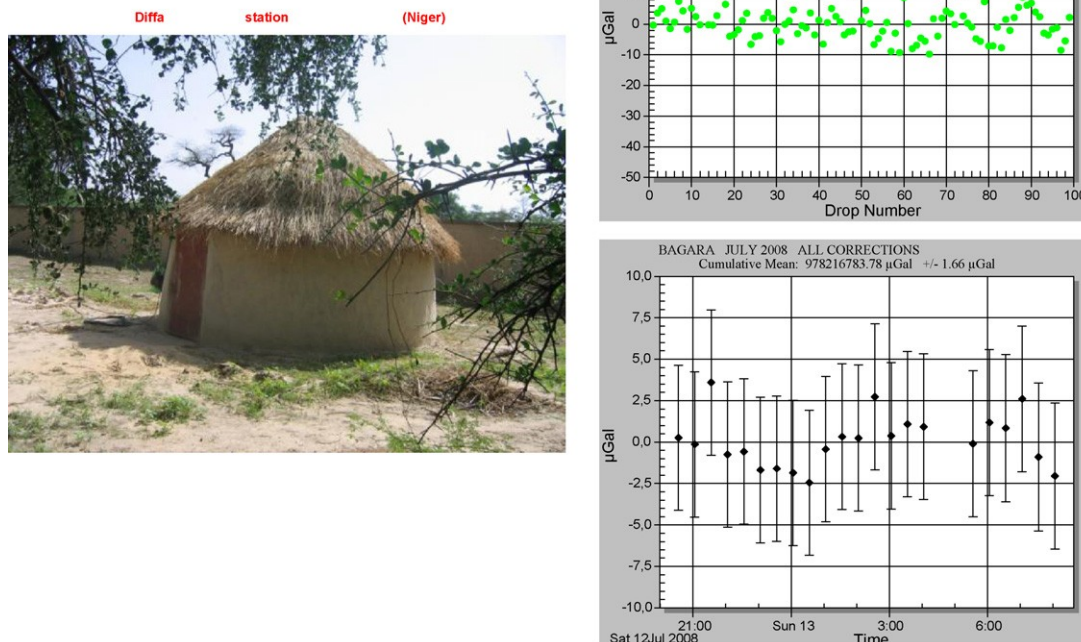 Diffa station (Niger)
µGal
0
-10
-20
-30
-40
-50
0 10 20 30 40 50 60 70 80 90 100
Drop Number
BAGARA JULY 2008 ALL CORRECTIONS
Cumulative Mean: 978216783.78 µGal +/- 1.66 µGal
µGal
10,0
7,5
5,0
2,5
0,0
-2,5
-5,0
-7,5
-10,0
21:00 Sun 13 3:00 6:00
Sat 12Jul 2008 Time